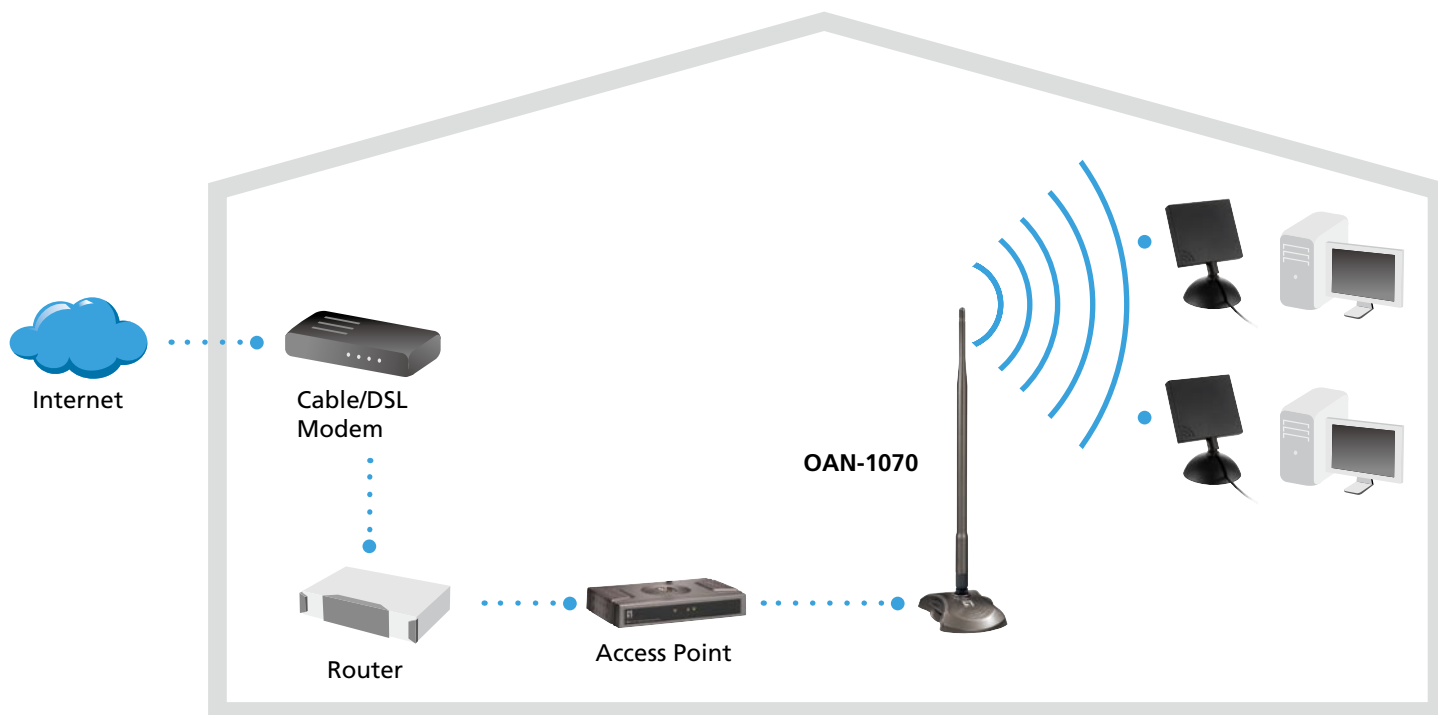 Internet
Cable/DSL
Modem
OAN-1070
Router
Access Point